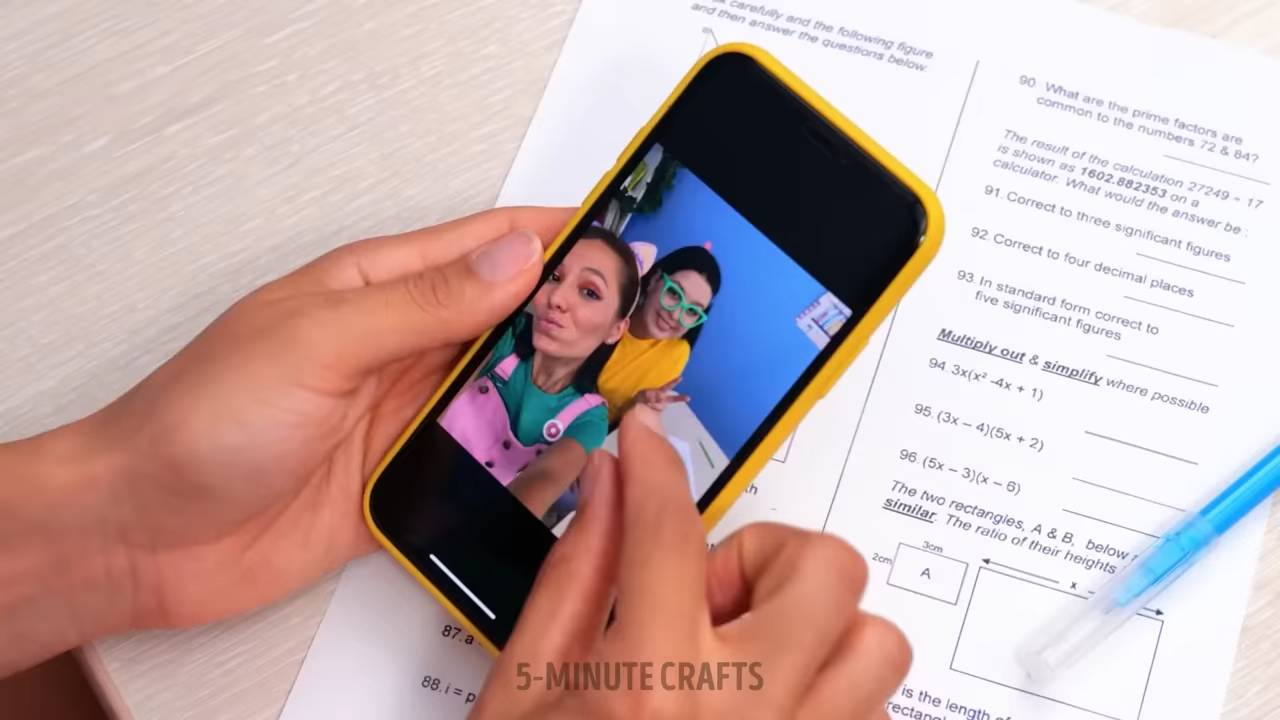 carefully and the following figure
and then answer the questions below.
90 What are the prime factors are
common to the numbers 72 & 84?
The result of the calculation 27249 ÷ 17
is shown as 1602.882353 on a
calculator. What would the answer be :
91. Correct to three significant figures
92. Correct to four decimal places
93. In standard form correct to
five significant figures
Multiply out & simplify where possible
94. 3x(x² -4x + 1)
95. (3x – 4)(5x + 2)
96. (5x – 3)(x – 6)
The two rectangles, A & B, below
similar. The ratio of their heights
3cm
2cm
A
x
is the length
87. a
88. i = p
5-MINUTE CRAFTS